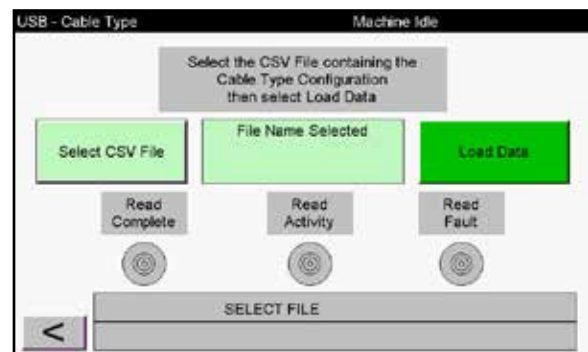 USB - Cable Type Machine Idle
Select the CSV File containing the
Cable Type Configuration
then select Load Data
Select CSV File
File Name Selected
Load Data
Read
Complete
Read
Activity
Read
Fault
SELECT FILE
<